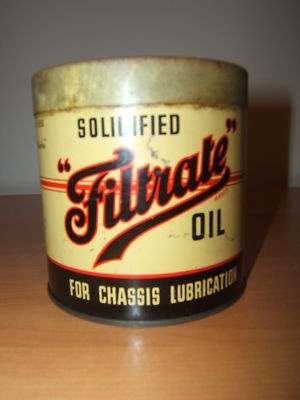 SOLIDIFIED
"Filtrate"
OIL
FOR CHASSIS LUBRICATION